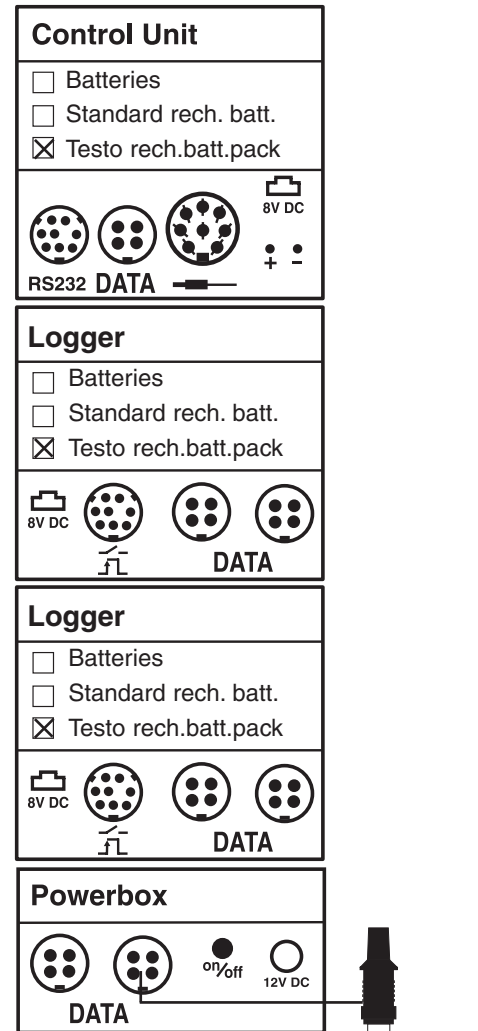 Control Unit
Batteries
Standard rech. batt.
Testo rech.batt.pack
8V DC
+ -
RS232 DATA
Logger
Batteries
Standard rech. batt.
Testo rech.batt.pack
8V DC
DATA
Logger
Batteries
Standard rech. batt.
Testo rech.batt.pack
8V DC
DATA
Powerbox
on/off
12V DC
DATA